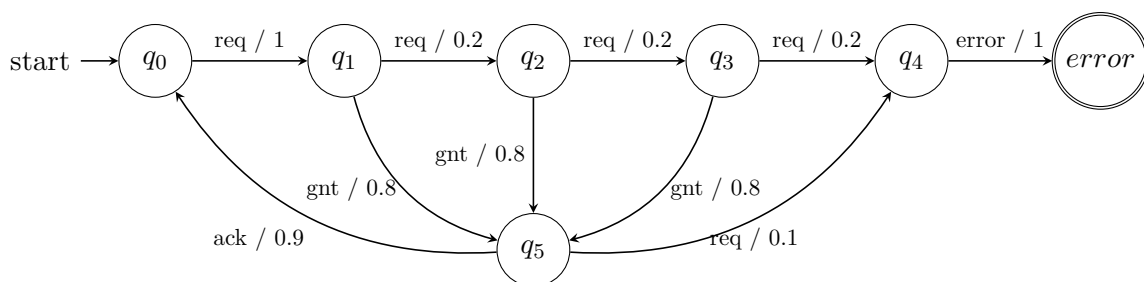 req / 1 req / 0.2 req / 0.2 req / 0.2 error / 1
start q0 q1 q2 q3 q4 error
gnt / 0.8
gnt / 0.8 gnt / 0.8
ack / 0.9 req / 0.1
q5